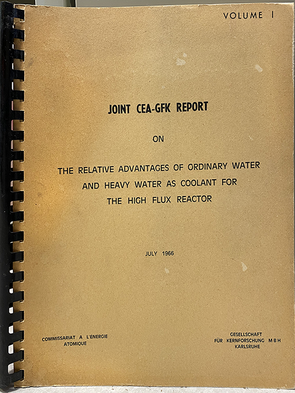 VOLUME I
JOINT CEA-GFK REPORT
ON
THE RELATIVE ADVANTAGES OF ORDINARY WATER
AND HEAVY WATER AS COOLANT FOR
THE HIGH FLUX REACTOR
JULY 1966
COMMISSARIAT A L'ENERGIE
ATOMIQUE
GESELLSCHAFT
FÜR KERNFORSCHUNG M B H
KARLSRUHE